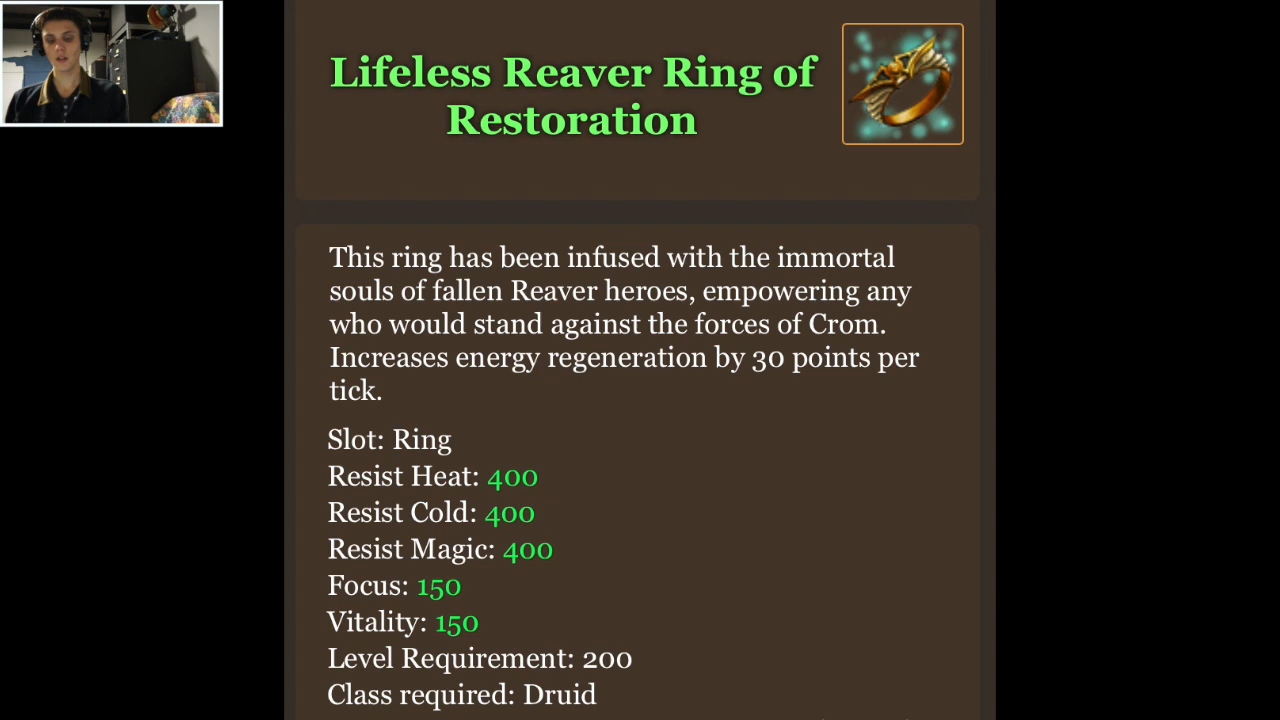 Lifeless Reaver Ring of
Restoration
This ring has been infused with the immortal
souls of fallen Reaver heroes, empowering any
who would stand against the forces of Crom.
Increases energy regeneration by 30 points per
tick.
Slot: Ring
Resist Heat: 400
Resist Cold: 400
Resist Magic: 400
Focus: 150
Vitality: 150
Level Requirement: 200
Class required: Druid